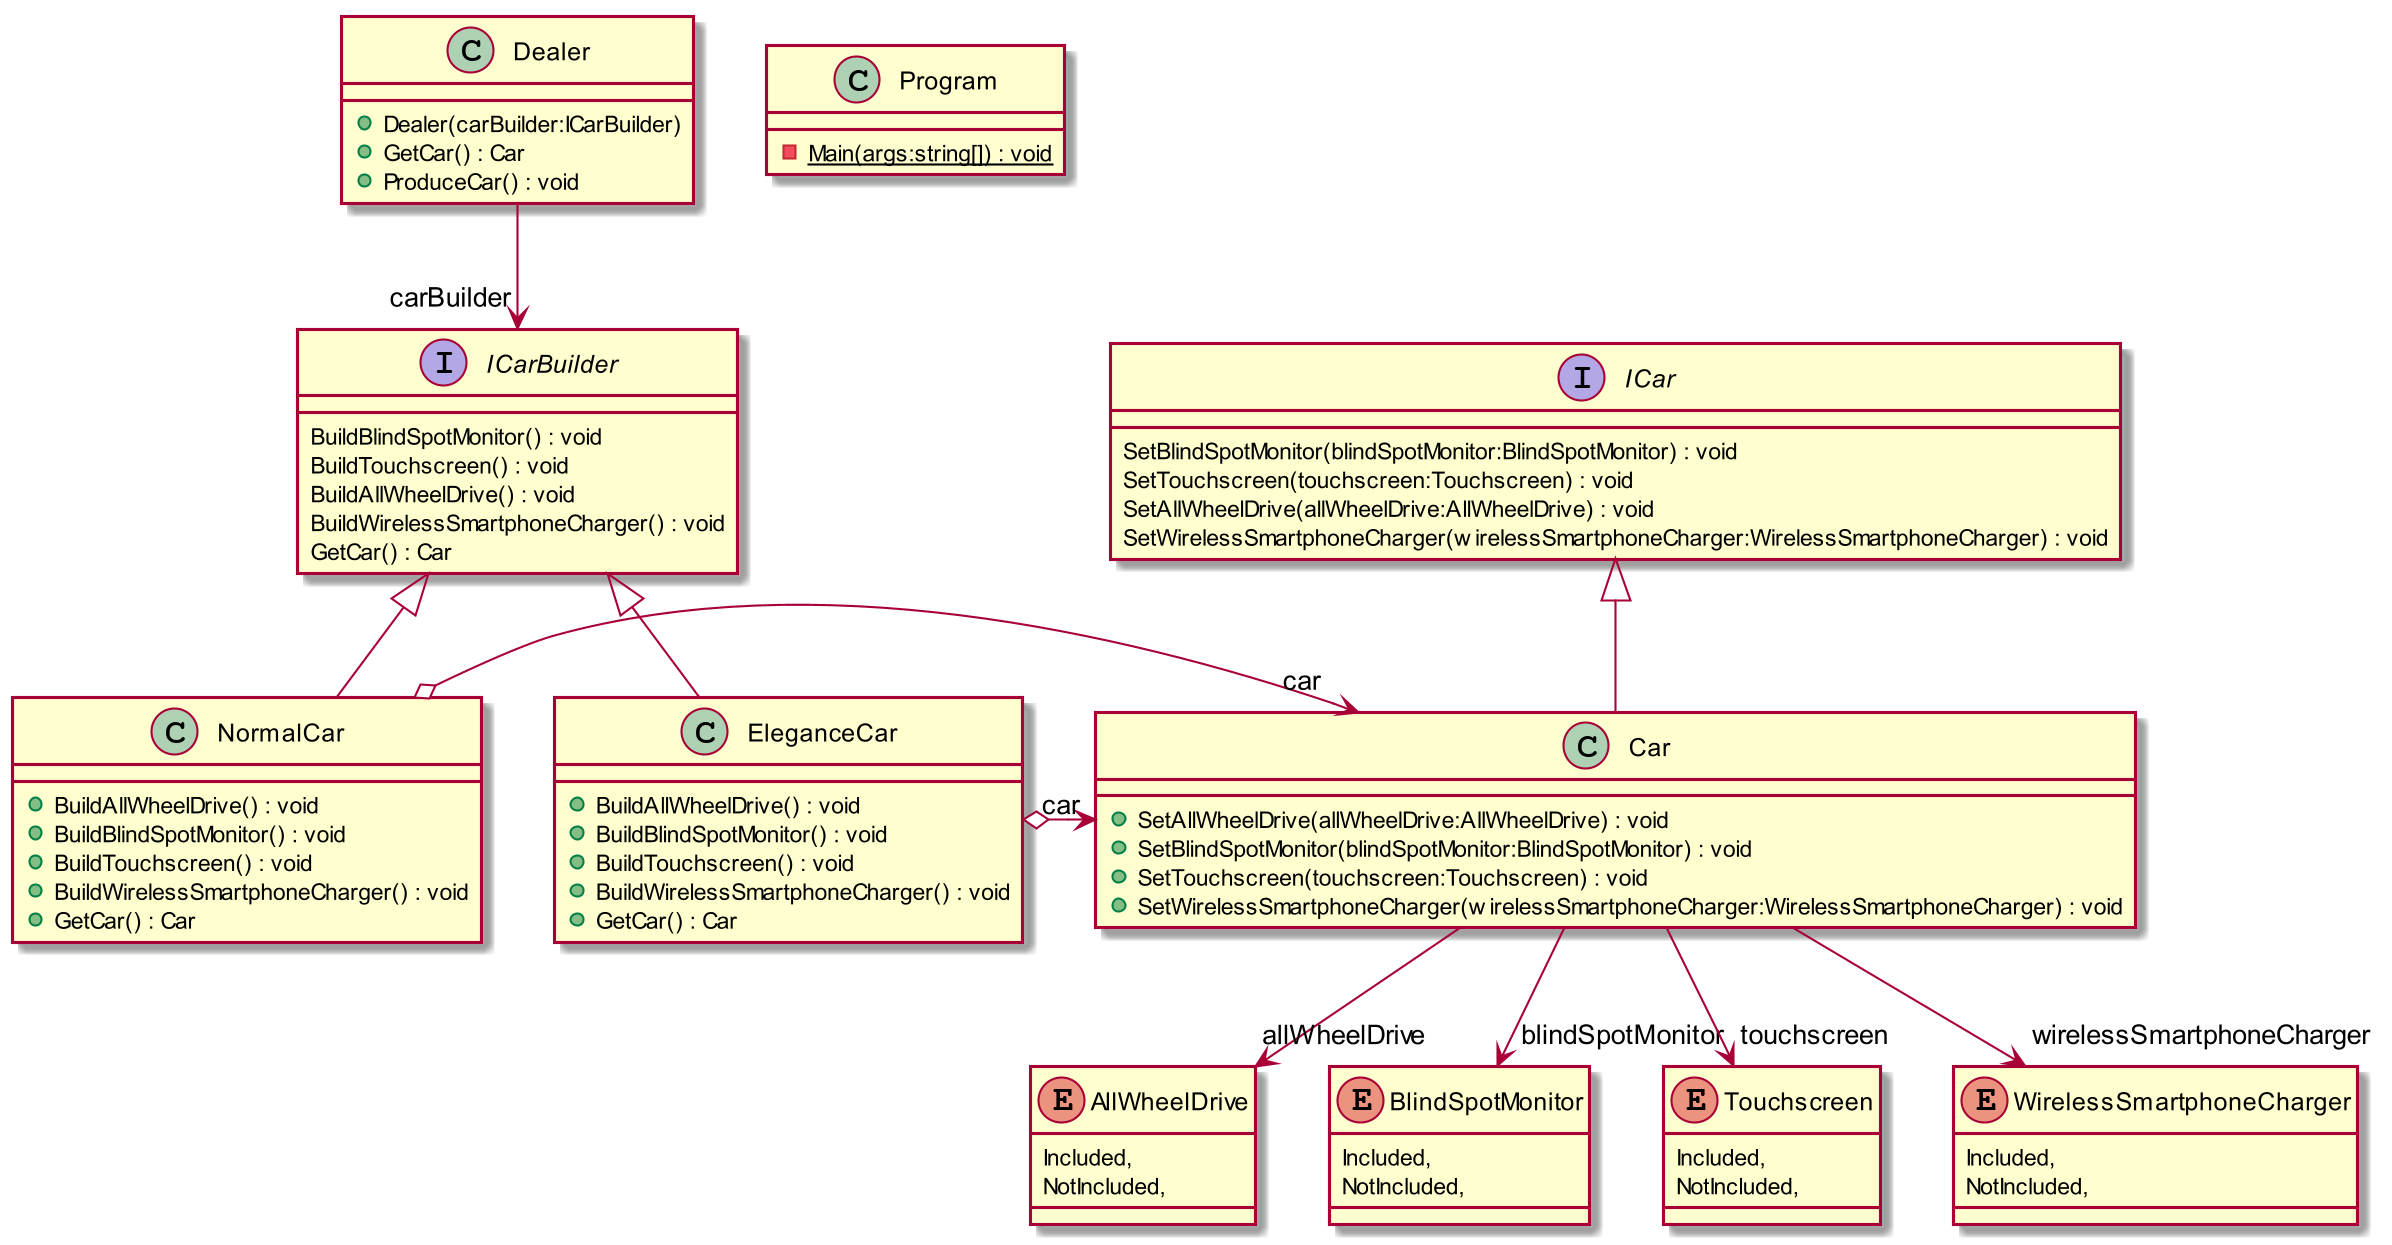 C Dealer
Dealer(carBuilder:ICarBuilder)
GetCar() : Car
ProduceCar() : void
C Program
Main(args:string[]) : void
carBuilder
I ICarBuilder
BuildBlindSpotMonitor() : void
BuildTouchscreen() : void
BuildAllWheelDrive() : void
BuildWirelessSmartphoneCharger() : void
GetCar() : Car
I ICar
SetBlindSpotMonitor(blindSpotMonitor:BlindSpotMonitor) : void
SetTouchscreen(touchscreen:Touchscreen) : void
SetAllWheelDrive(allWheelDrive:AllWheelDrive) : void
SetWirelessSmartphoneCharger(wirelessSmartphoneCharger:WirelessSmartphoneCharger) : void
car
C NormalCar
BuildAllWheelDrive() : void
BuildBlindSpotMonitor() : void
BuildTouchscreen() : void
BuildWirelessSmartphoneCharger() : void
GetCar() : Car
C EleganceCar
BuildAllWheelDrive() : void
BuildBlindSpotMonitor() : void
BuildTouchscreen() : void
BuildWirelessSmartphoneCharger() : void
GetCar() : Car
car
C Car
SetAllWheelDrive(allWheelDrive:AllWheelDrive) : void
SetBlindSpotMonitor(blindSpotMonitor:BlindSpotMonitor) : void
SetTouchscreen(touchscreen:Touchscreen) : void
SetWirelessSmartphoneCharger(wirelessSmartphoneCharger:WirelessSmartphoneCharger) : void
allWheelDrive
blindSpotMonitor
touchscreen
wirelessSmartphoneCharger
E AllWheelDrive
Included,
NotIncluded,
E BlindSpotMonitor
Included,
NotIncluded,
E Touchscreen
Included,
NotIncluded,
E WirelessSmartphoneCharger
Included,
NotIncluded,